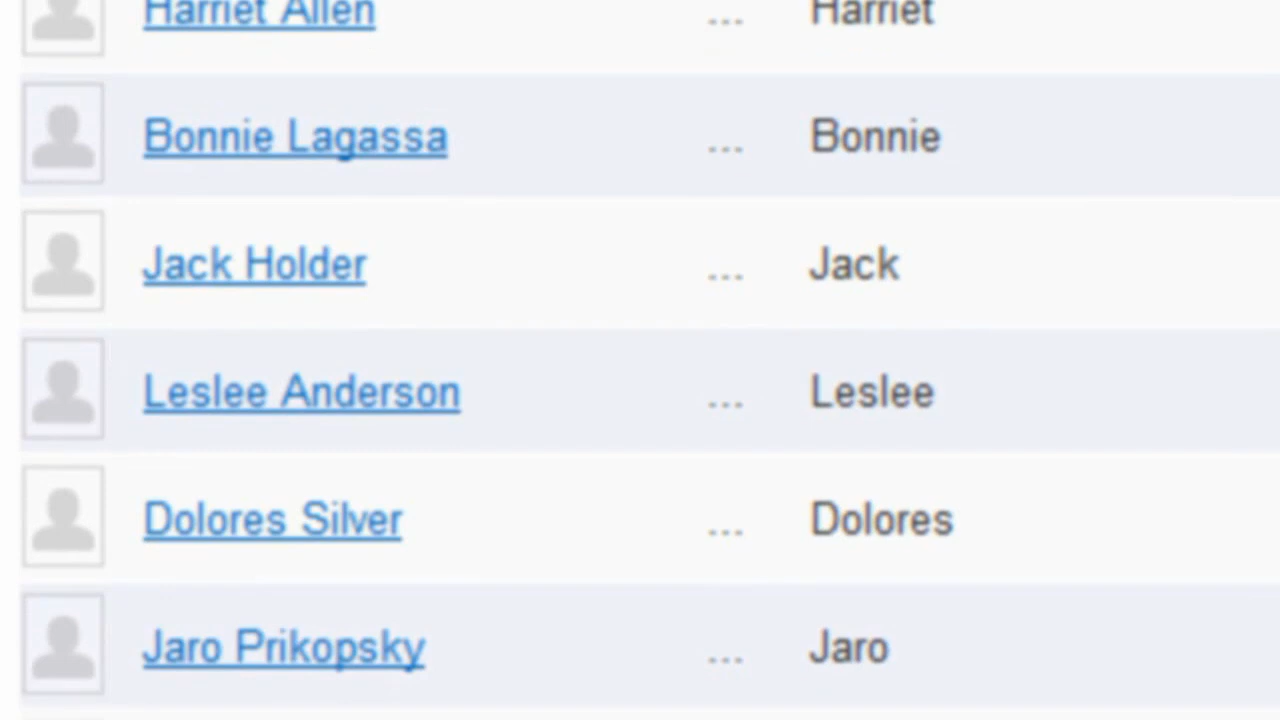 Harriet Allen ... Harriet
Bonnie Lagassa ... Bonnie
Jack Holder ... Jack
Leslee Anderson ... Leslee
Dolores Silver ... Dolores
Jaro Prikopsky ... Jaro